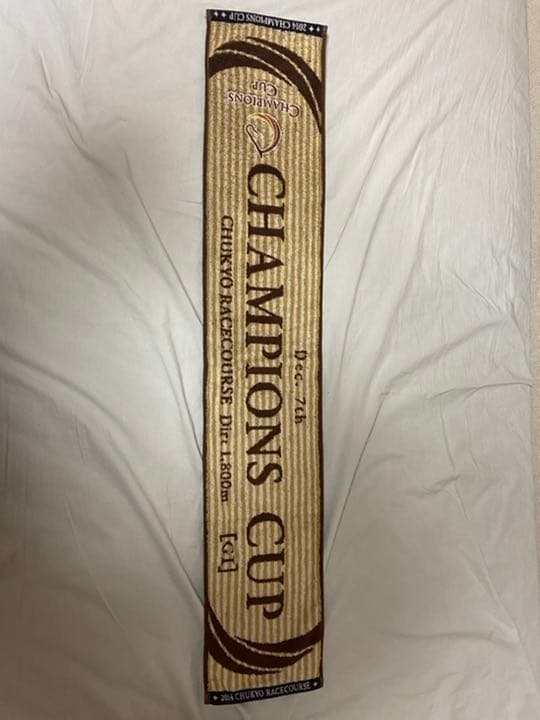 2014 CHAMPIONS CUP
CHAMPIONS
CUP
Dec. 7th
CHAMPIONS CUP
CHUKYO RACECOURSE Dirt 1,800m [GI]
2014 CHUKYO RACECOURSE